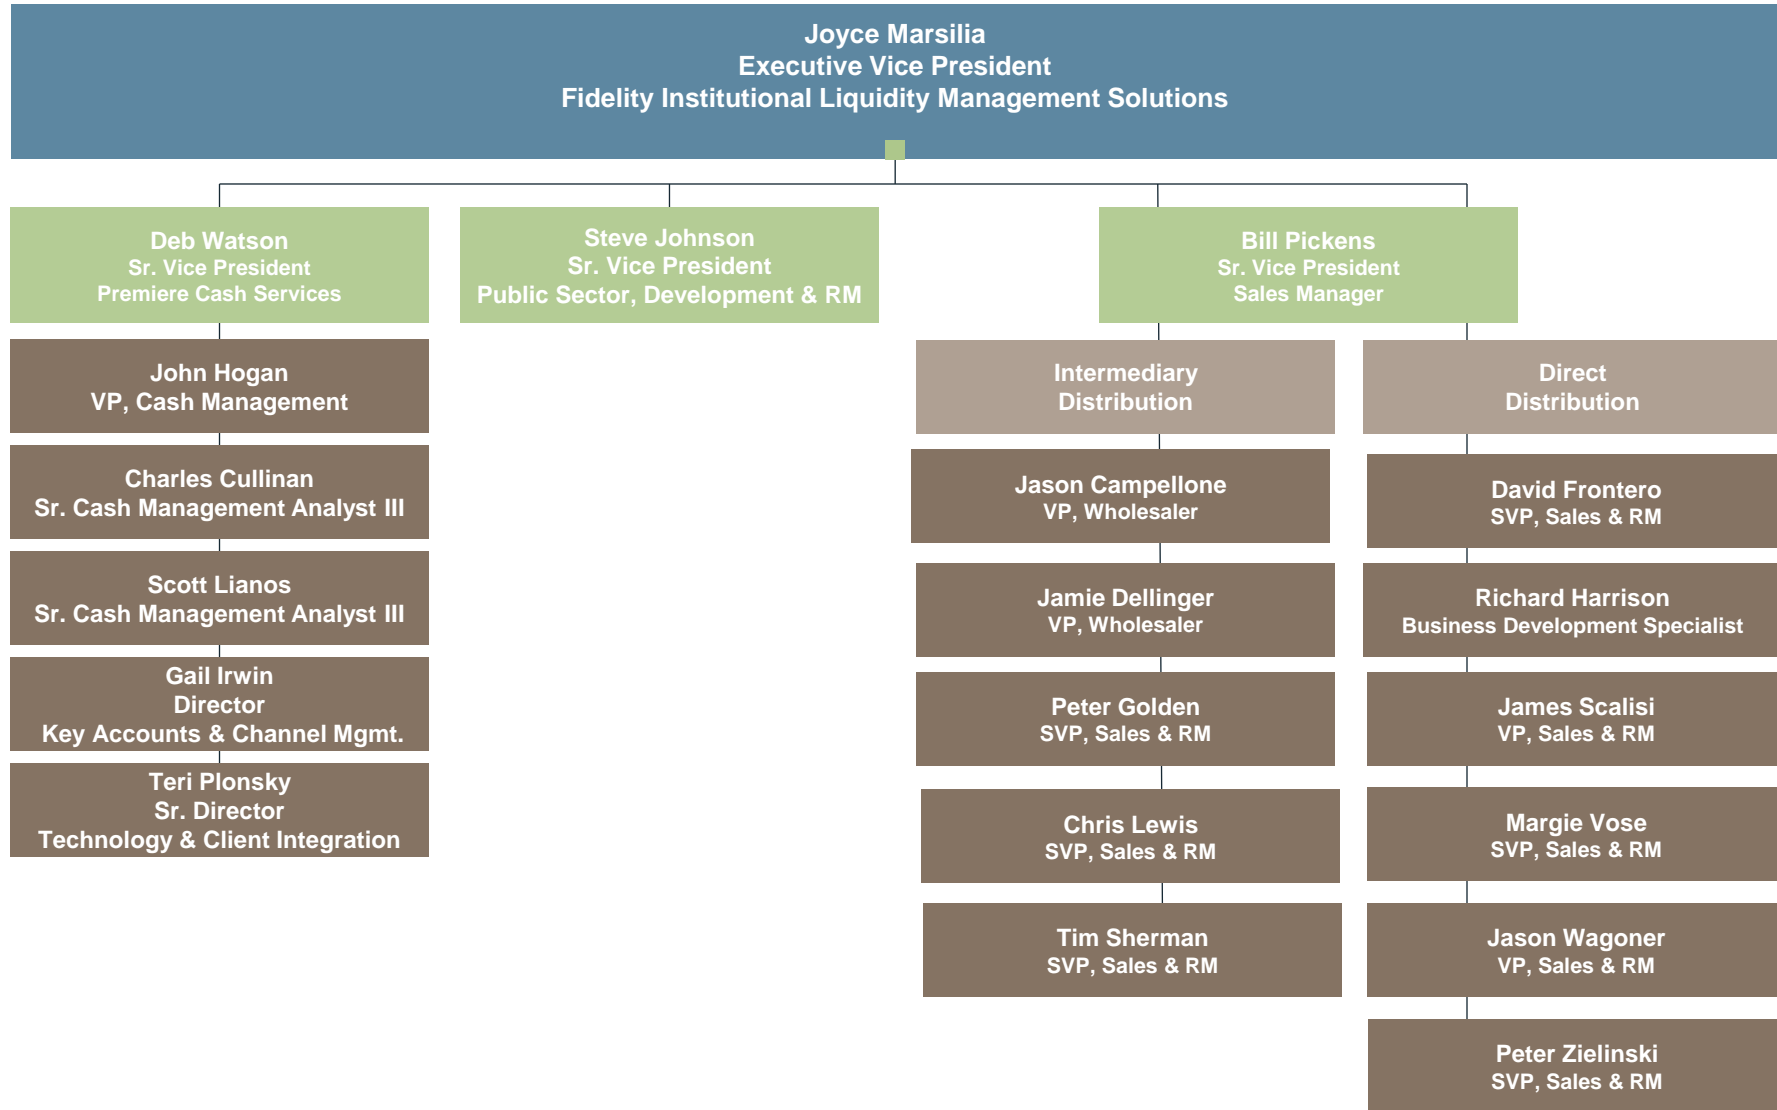 Joyce Marsilia
Executive Vice President
Fidelity Institutional Liquidity Management Solutions
Deb Watson
Sr. Vice President
Premiere Cash Services
Steve Johnson
Sr. Vice President
Public Sector, Development & RM
Bill Pickens
Sr. Vice President
Sales Manager
John Hogan
VP, Cash Management
Charles Cullinan
Sr. Cash Management Analyst III
Scott Lianos
Sr. Cash Management Analyst III
Gail Irwin
Director
Key Accounts & Channel Mgmt.
Teri Plonsky
Sr. Director
Technology & Client Integration
Intermediary
Distribution
Jason Campellone
VP, Wholesaler
Jamie Dellinger
VP, Wholesaler
Peter Golden
SVP, Sales & RM
Chris Lewis
SVP, Sales & RM
Tim Sherman
SVP, Sales & RM
Direct
Distribution
David Frontero
SVP, Sales & RM
Richard Harrison
Business Development Specialist
James Scalisi
VP, Sales & RM
Margie Vose
SVP, Sales & RM
Jason Wagoner
VP, Sales & RM
Peter Zielinski
SVP, Sales & RM